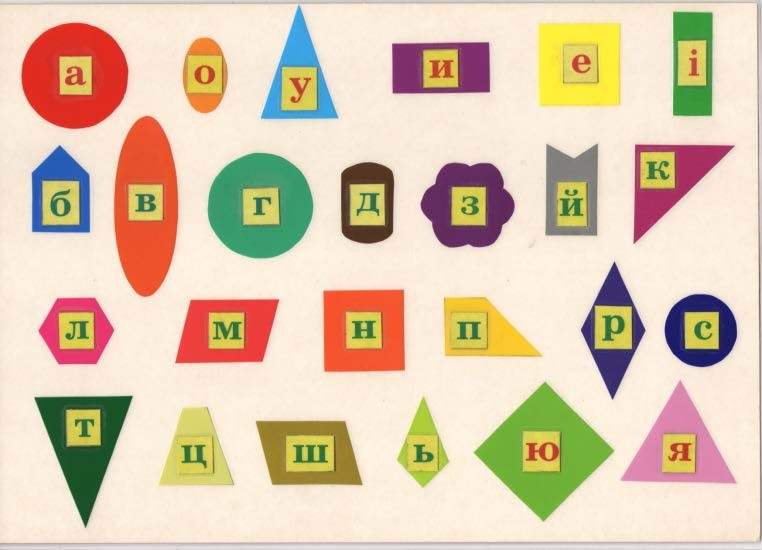 а о у и е і
б в г д з й к
л м н п р с
т ц ш ь ю я